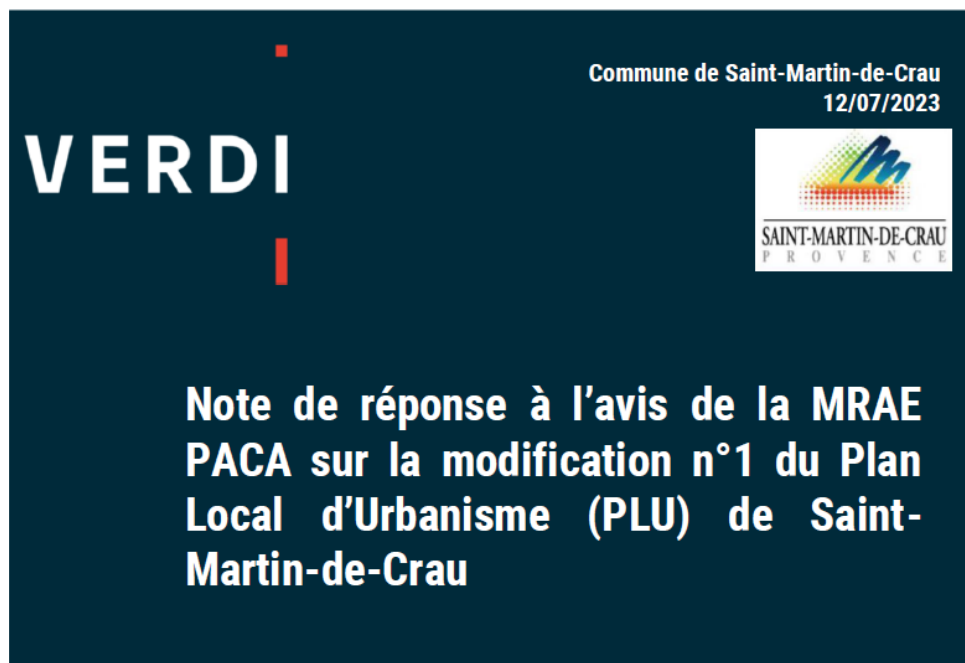 Commune de Saint-Martin-de-Crau
12/07/2023
VERDI
SAINT-MARTIN-DE-CRAU
PROVENCE
Note de réponse à l'avis de la MRAE
PACA sur la modification n°1 du Plan
Local d'Urbanisme (PLU) de Saint-
Martin-de-Crau